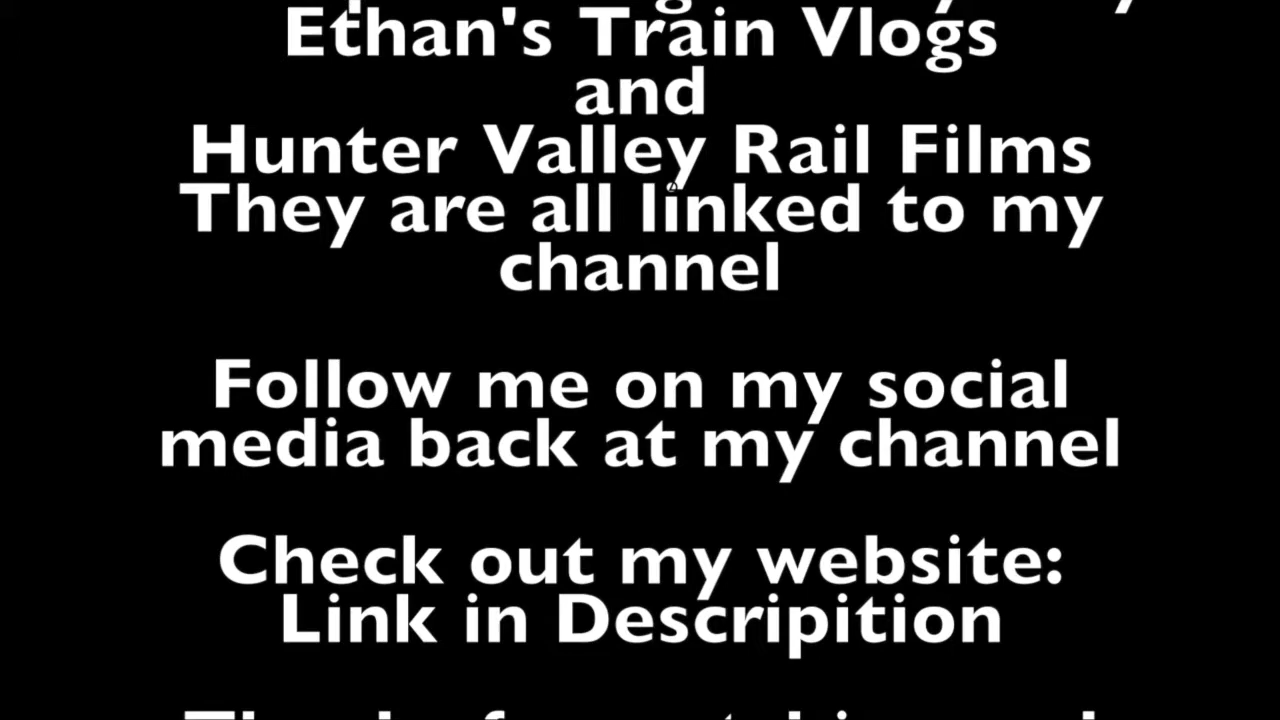 Ethan's Train Vlogs
and
Hunter Valley Rail Films
They are all linked to my
channel
Follow me on my social
media back at my channel
Check out my website:
Link in Descripition